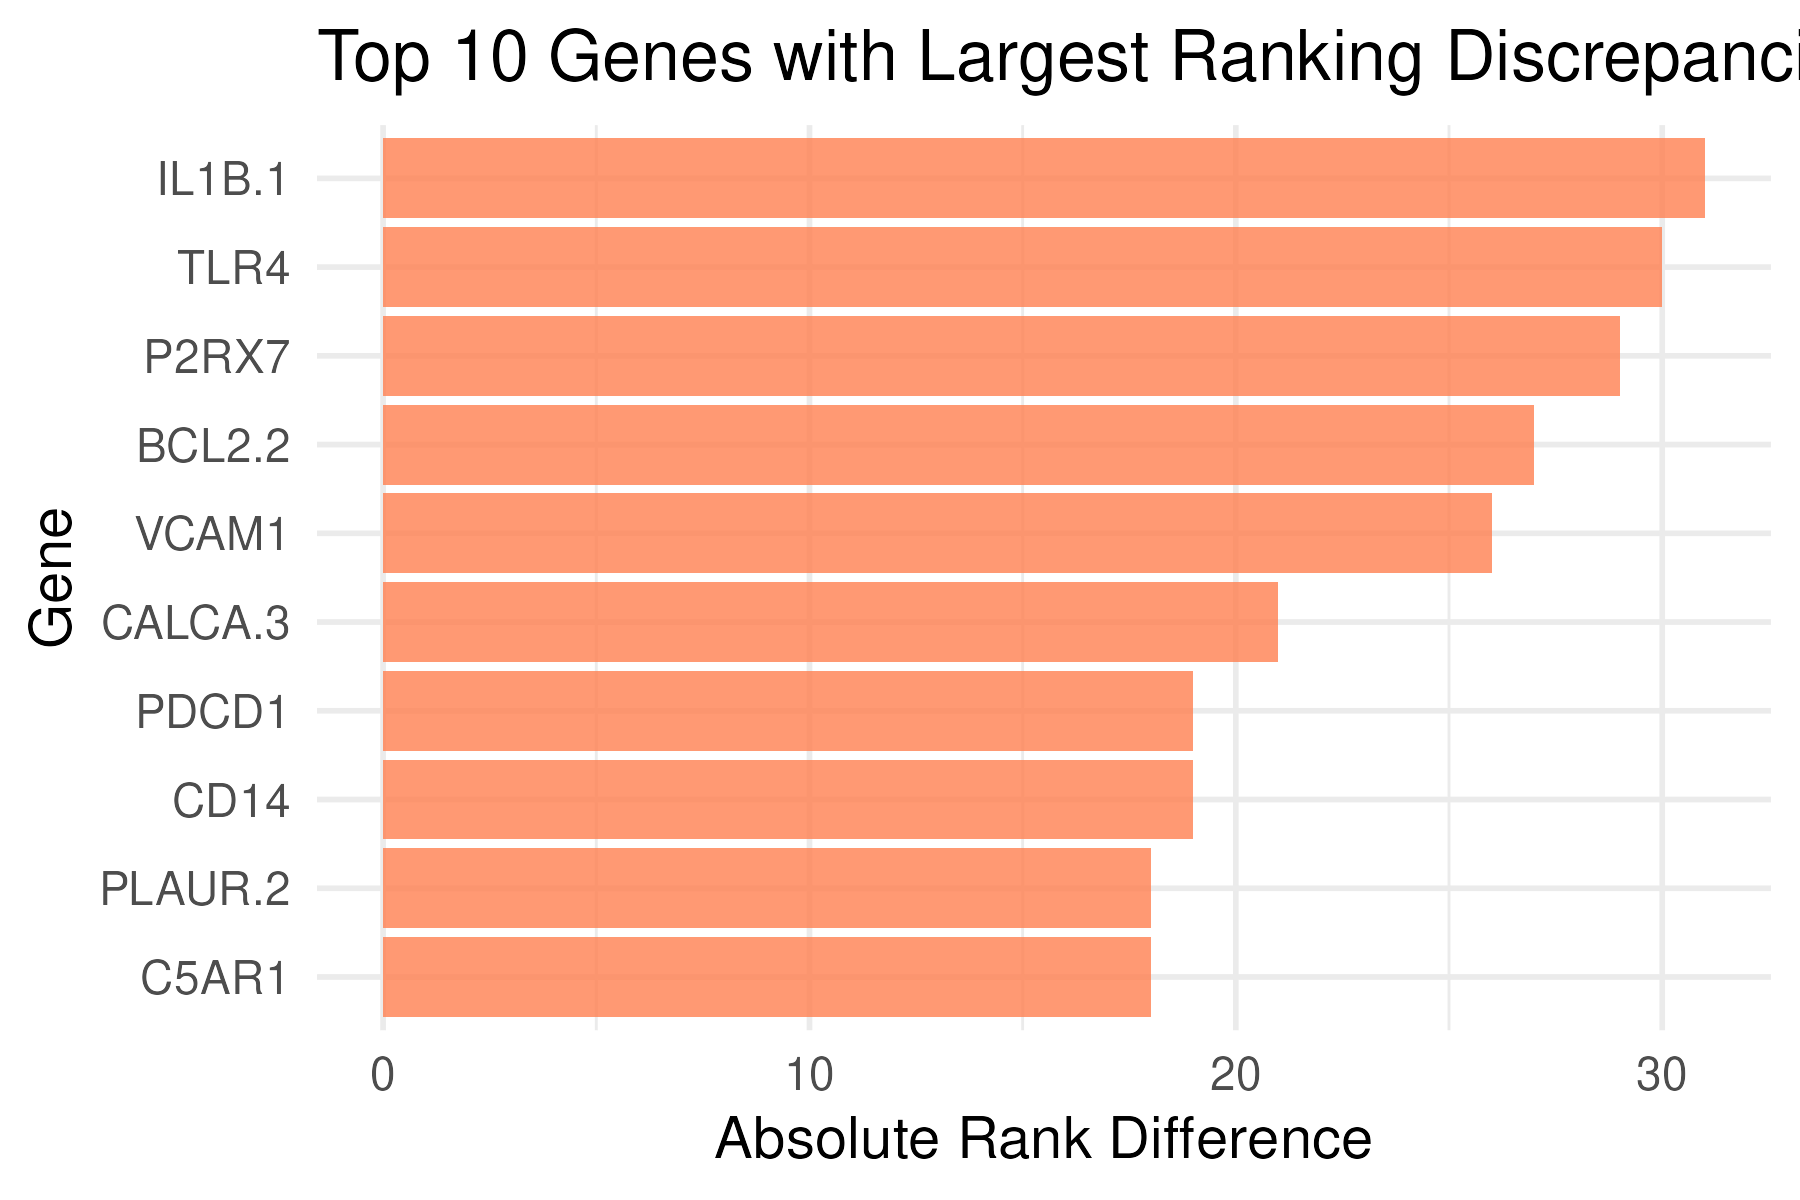 Top 10 Genes with Largest Ranking Discrepanci
IL1B.1
TLR4
P2RX7
BCL2.2
VCAM1
CALCA.3
PDCD1
CD14
PLAUR.2
C5AR1
Gene
0 10 20 30
Absolute Rank Difference